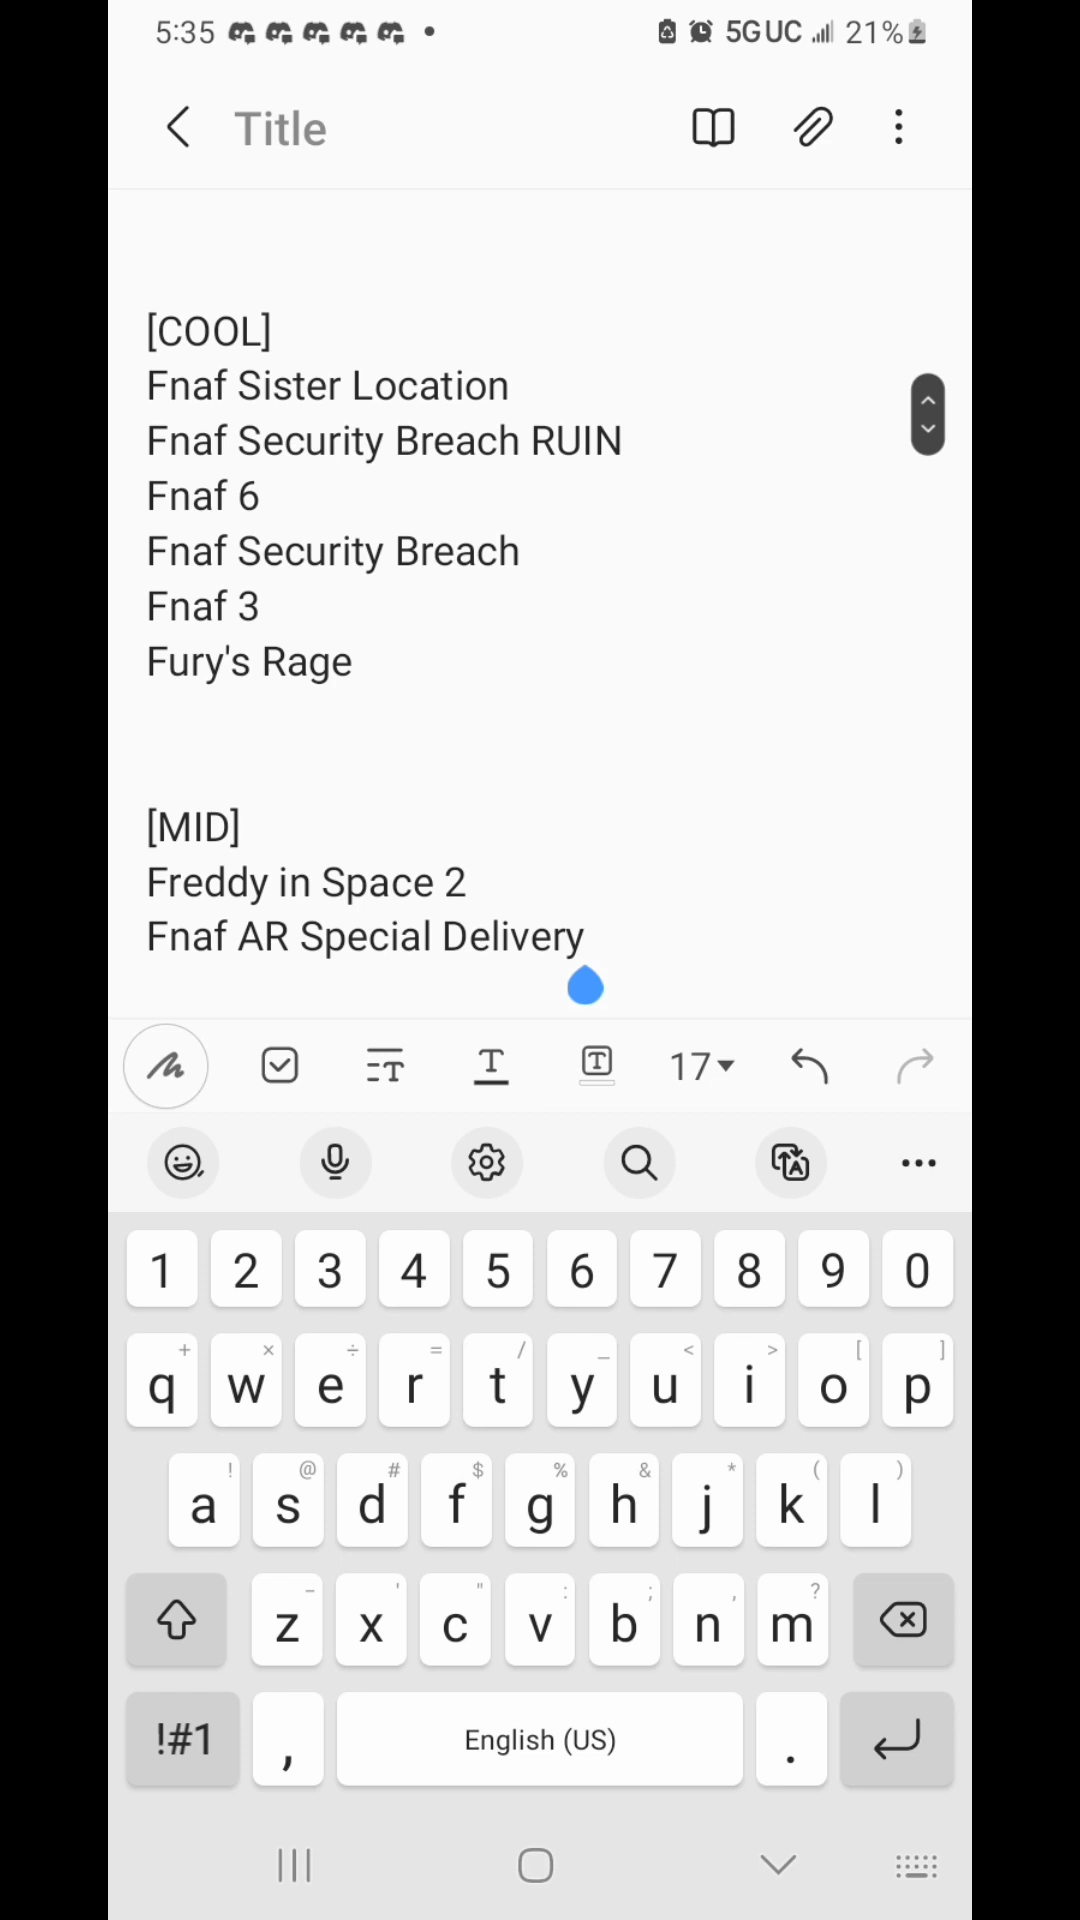 5:35 5G UC 21%
Title
[COOL]
Fnaf Sister Location
Fnaf Security Breach RUIN
Fnaf 6
Fnaf Security Breach
Fnaf 3
Fury's Rage
[MID]
Freddy in Space 2
Fnaf AR Special Delivery
T T T 17
A
1 2 3 4 5 6 7 8 9 0
+ × ÷ = / _ < > [ ]
q w e r t y u i o p
! @ # $ % & * ( )
a s d f g h j k l
- ' " : ; , ?
z x c v b n m
!#1 , English (US) .